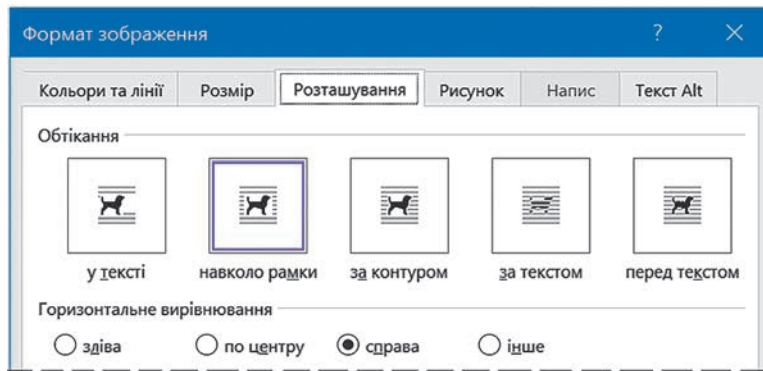 Формат зображення ?
Кольори та лінії Розмір Розташування Рисунок Напис Текст Alt
Обтікання
у тексті навколо рамки за контуром за текстом перед текстом
Горизонтальне вирівнювання
зліва по центру справа інше